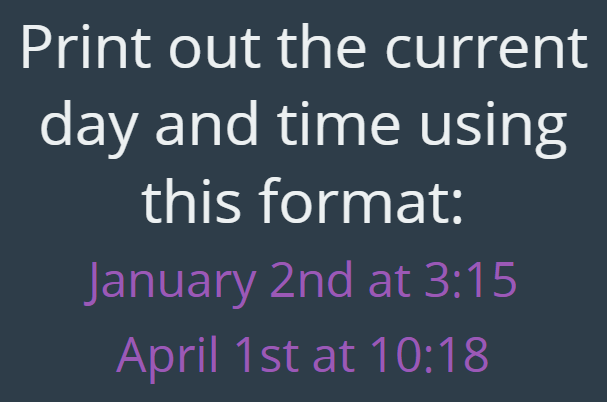 Print out the current
day and time using
this format:
January 2nd at 3:15
April 1st at 10:18